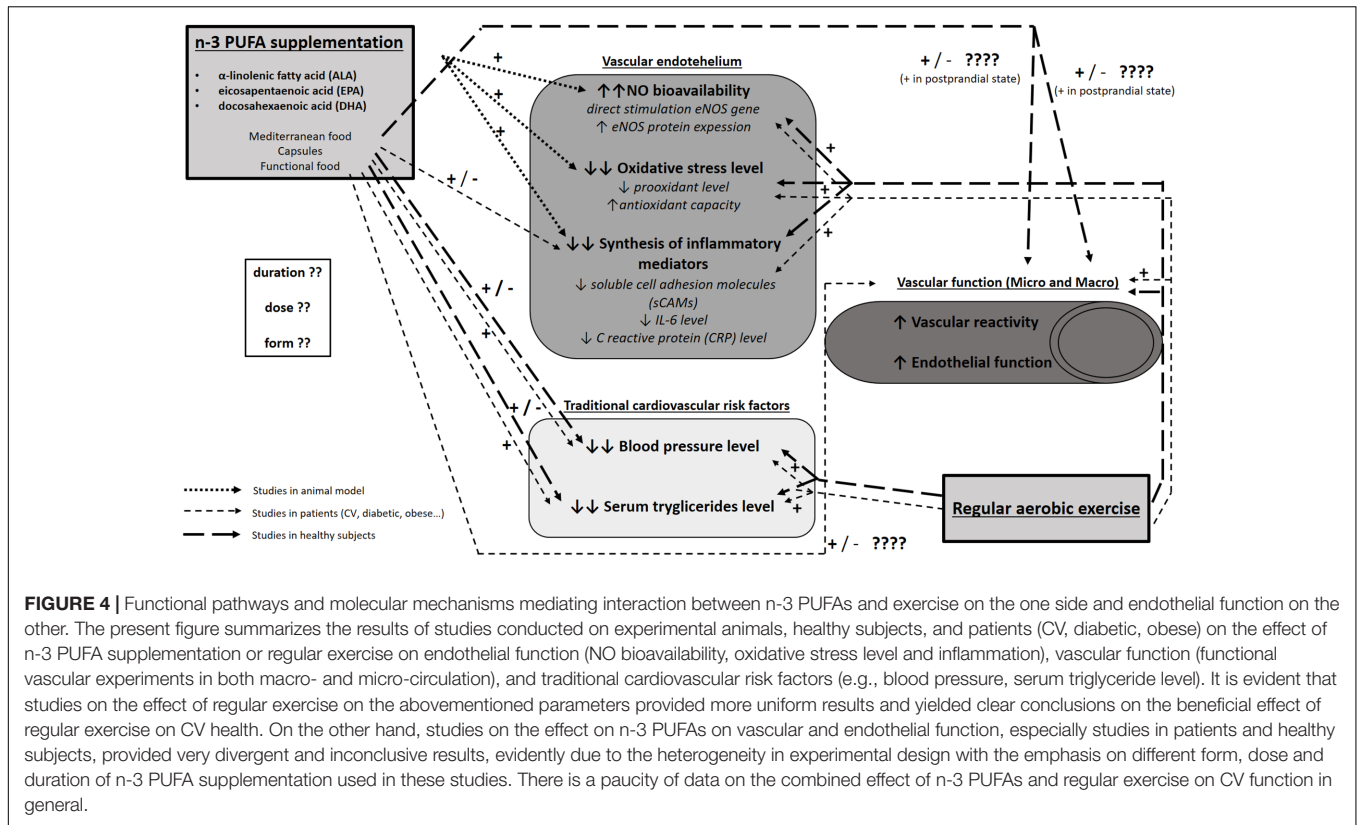 n-3 PUFA supplementation
• α-linolenic fatty acid (ALA)
• eicosapentaenoic acid (EPA)
• docosahexaenoic acid (DHA)
Mediterranean food
Capsules
Functional food
duration ??
dose ??
form ??
+
+
+
+ / -
+ / -
+
+ / -
+
Vascular endotehelium
↑↑NO bioavailability
direct stimulation eNOS gene
↑ eNOS protein expession
↓↓ Oxidative stress level
↓ prooxidant level
↑antioxidant capacity
↓↓ Synthesis of inflammatory
mediators
↓ soluble cell adhesion molecules
(sCAMs)
↓ IL-6 level
↓ C reactive protein (CRP) level
+
+
+
+ / - ????
(+ in postprandial state)
+ / - ????
(+ in postprandial state)
Vascular function (Micro and Macro)
+
↑ Vascular reactivity
↑ Endothelial function
Traditional cardiovascular risk factors
↓↓ Blood pressure level
↓↓ Serum tryglicerides level
+
+
Regular aerobic exercise
+ / - ????
Studies in animal model
Studies in patients (CV, diabetic, obese...)
Studies in healthy subjects
FIGURE 4 | Functional pathways and molecular mechanisms mediating interaction between n-3 PUFAs and exercise on the one side and endothelial function on the
other. The present figure summarizes the results of studies conducted on experimental animals, healthy subjects, and patients (CV, diabetic, obese) on the effect of
n-3 PUFA supplementation or regular exercise on endothelial function (NO bioavailability, oxidative stress level and inflammation), vascular function (functional
vascular experiments in both macro- and micro-circulation), and traditional cardiovascular risk factors (e.g., blood pressure, serum triglyceride level). It is evident that
studies on the effect of regular exercise on the abovementioned parameters provided more uniform results and yielded clear conclusions on the beneficial effect of
regular exercise on CV health. On the other hand, studies on the effect on n-3 PUFAs on vascular and endothelial function, especially studies in patients and healthy
subjects, provided very divergent and inconclusive results, evidently due to the heterogeneity in experimental design with the emphasis on different form, dose and
duration of n-3 PUFA supplementation used in these studies. There is a paucity of data on the combined effect of n-3 PUFAs and regular exercise on CV function in
general.